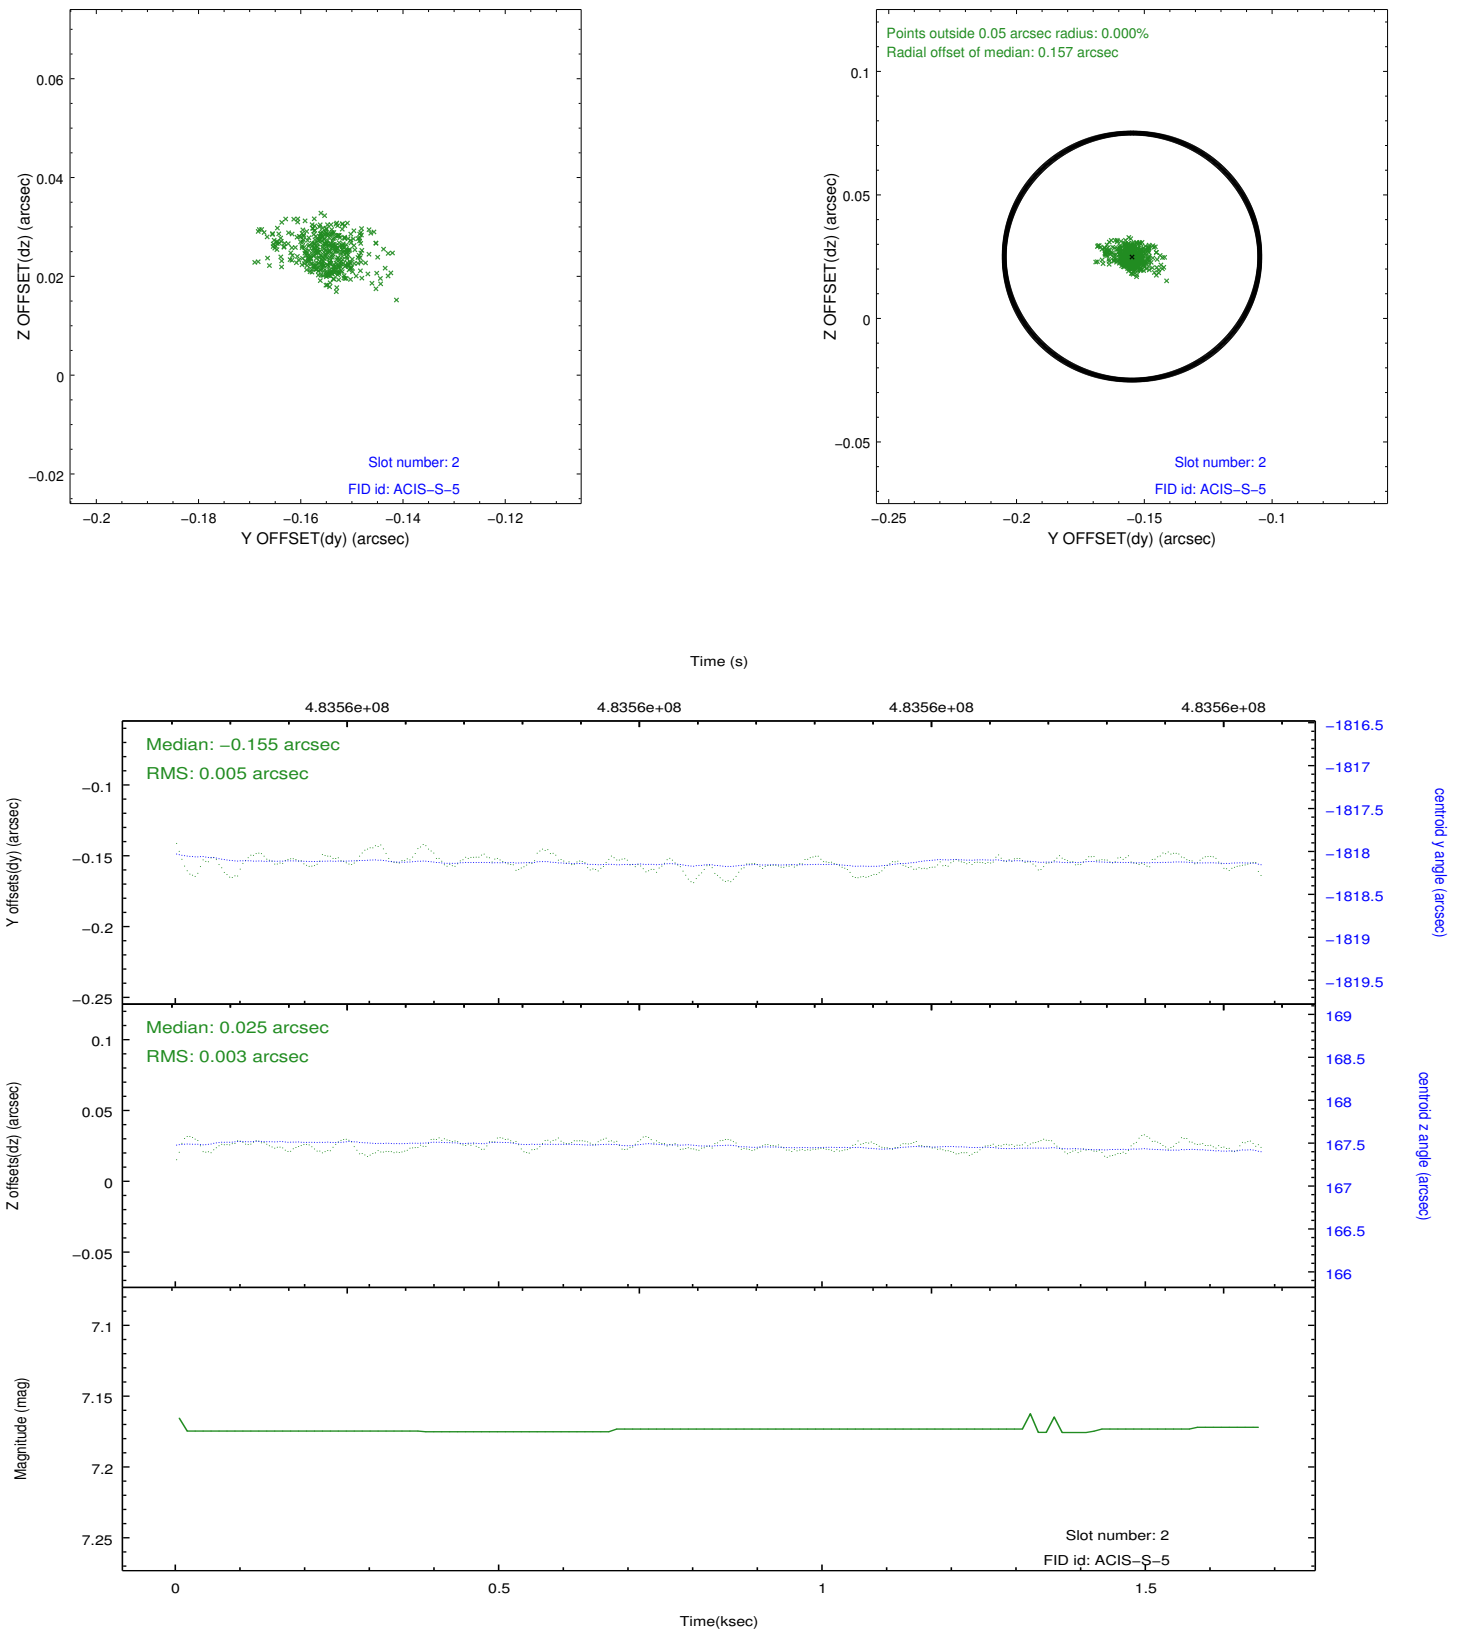 0.06
0.04
0.02
0
−0.02
Z OFFSET(dz) (arcsec)
Slot number: 2
FID id: ACIS−S−5
−0.2 −0.18 −0.16 −0.14 −0.12
Y OFFSET(dy) (arcsec)
Points outside 0.05 arcsec radius: 0.000%
Radial offset of median: 0.157 arcsec
0.1
0.05
0
−0.05
Z OFFSET(dz) (arcsec)
Slot number: 2
FID id: ACIS−S−5
−0.25 −0.2 −0.15 −0.1
Y OFFSET(dy) (arcsec)
Time (s)
4.8356e+08 4.8356e+08 4.8356e+08 4.8356e+08
Median: −0.155 arcsec
RMS: 0.005 arcsec
−0.1
−0.15
−0.2
−0.25
Y offsets(dy) (arcsec)
−1816.5
−1817
−1817.5
−1818
−1818.5
−1819
−1819.5
centroid y angle (arcsec)
Median: 0.025 arcsec
RMS: 0.003 arcsec
0.1
0.05
0
−0.05
Z offsets(dz) (arcsec)
169
168.5
168
167.5
167
166.5
166
centroid z angle (arcsec)
7.1
7.15
7.2
7.25
Magnitude (mag)
Slot number: 2
FID id: ACIS−S−5
0 0.5 1 1.5
Time(ksec)